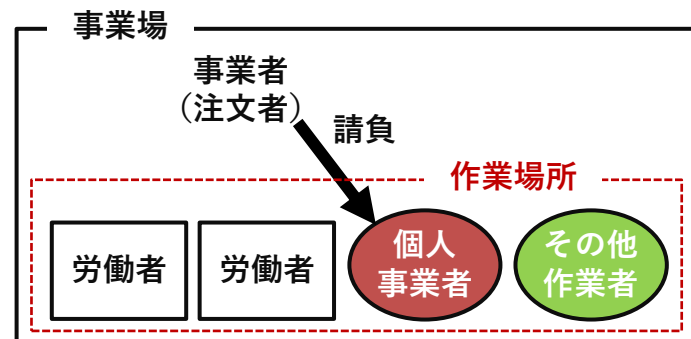 事業場
事業者
（注文者）
請負
作業場所
労働者
労働者
個人
事業者
その他
作業者